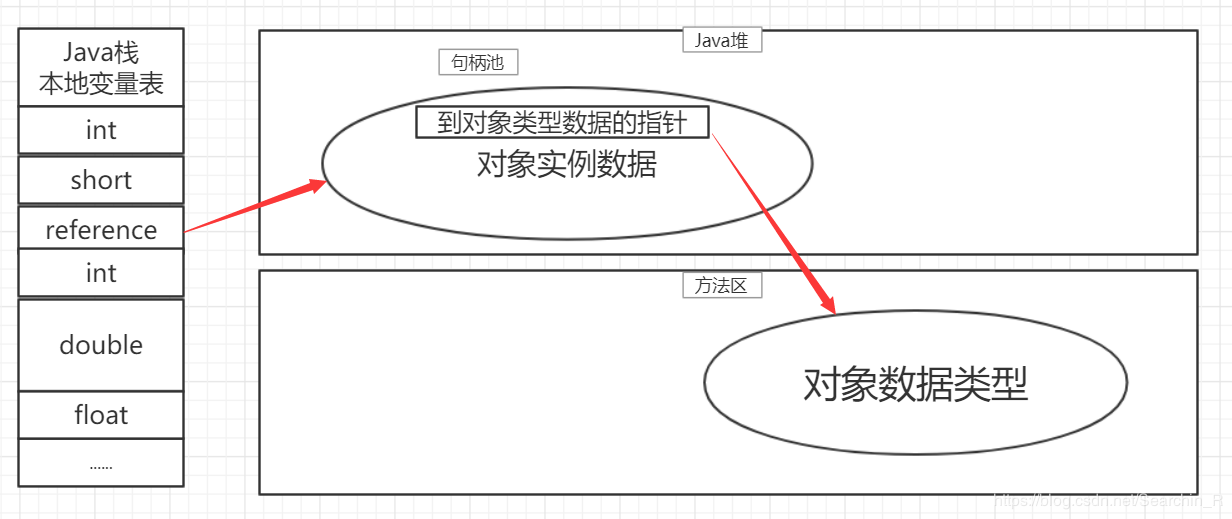 Java栈
本地变量表
int
short
reference
int
double
float
......
Java堆
句柄池
到对象类型数据的指针
对象实例数据
方法区
对象数据类型
https://blog.csdn.net/Searchin_R